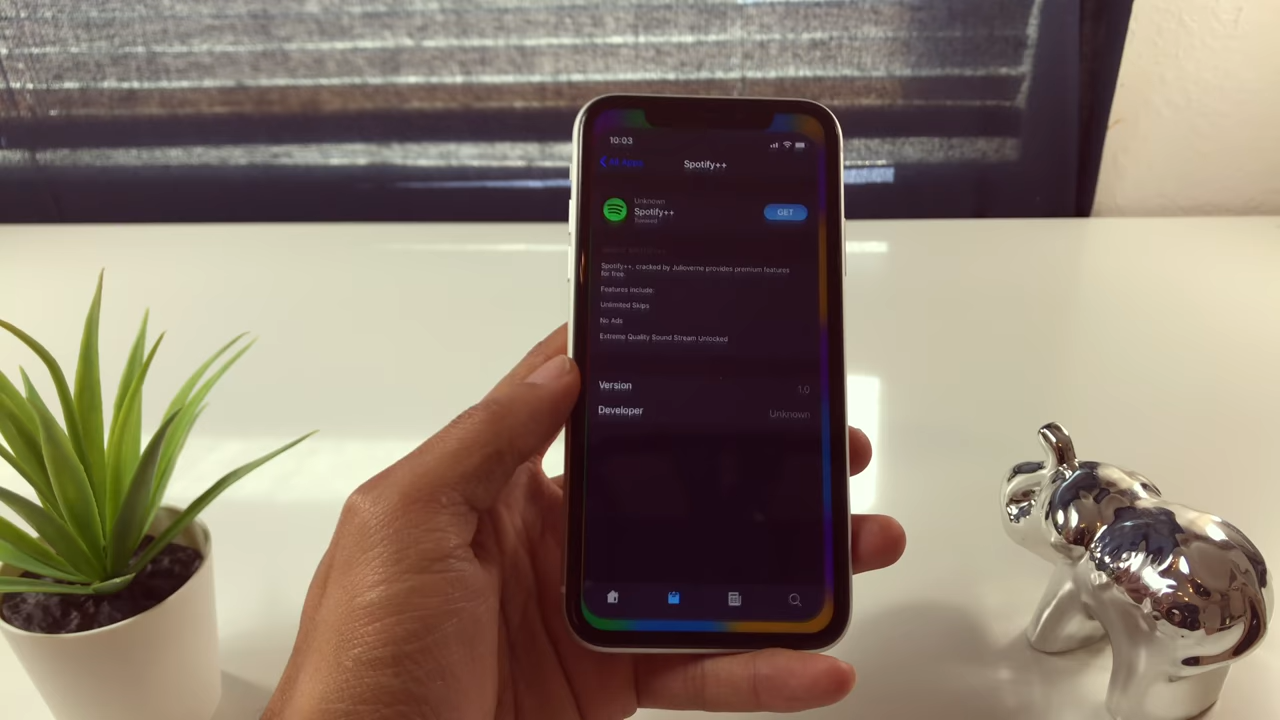 10:03
Spotify++
Unknown
Spotify++
GET
Spotify++, cracked by Julioverne provides premium features
for free.
Features include:
Unlimited Skips
No Ads
Extreme Quality Sound Stream Unlocked
Version
1.0
Developer
Unknown